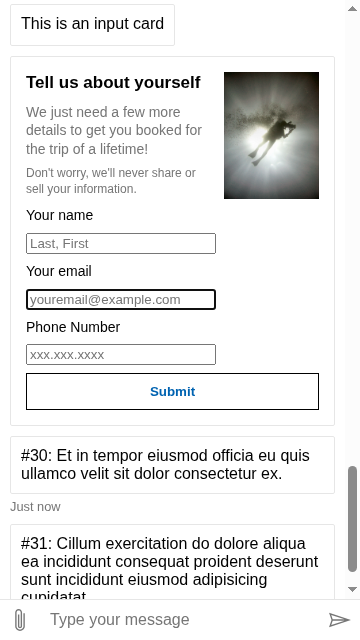 This is an input card
Tell us about yourself
We just need a few more
details to get you booked for
the trip of a lifetime!
Don't worry, we'll never share or
sell your information.
Your name
Last, First
Your email
youremail@example.com
Phone Number
xxx.xxx.xxxx
Submit
#30: Et in tempor eiusmod officia eu quis
ullamco velit sit dolor consectetur ex.
Just now
#31: Cillum exercitation do dolore aliqua
ea incididunt consequat proident deserunt
sunt incididunt eiusmod adipisicing
cupidatat
Type your message